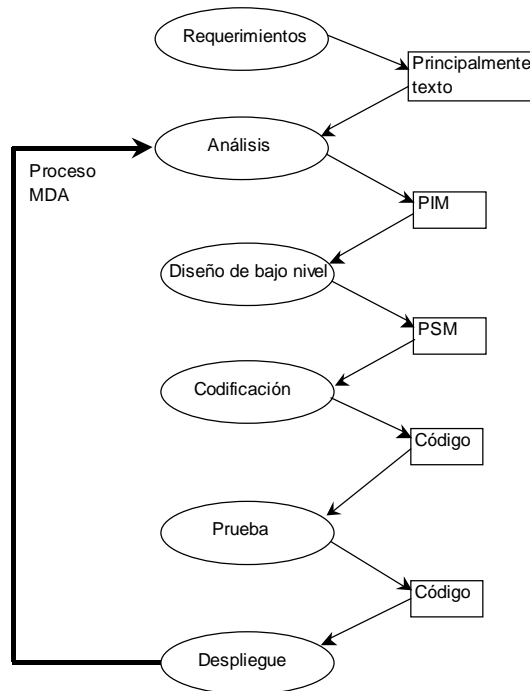 Requerimientos
Principalmente
texto
Análisis
Proceso
MDA
PIM
Diseño de bajo nivel
PSM
Codificación
Código
Prueba
Código
Despliegue